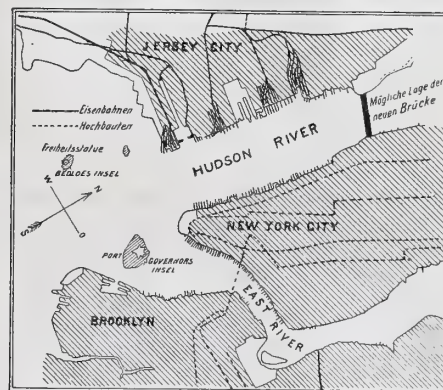 JERSEY CITY
Eisenbahnen
Hochbauten
Mögliche Lage der
neuen Brücke
Freiheitsstatue
BEDLOES INSEL
HUDSON RIVER
W
N
S
O
NEW YORK CITY
FORT
GOVERNORS
INSEL
EAST RIVER
BROOKLYN